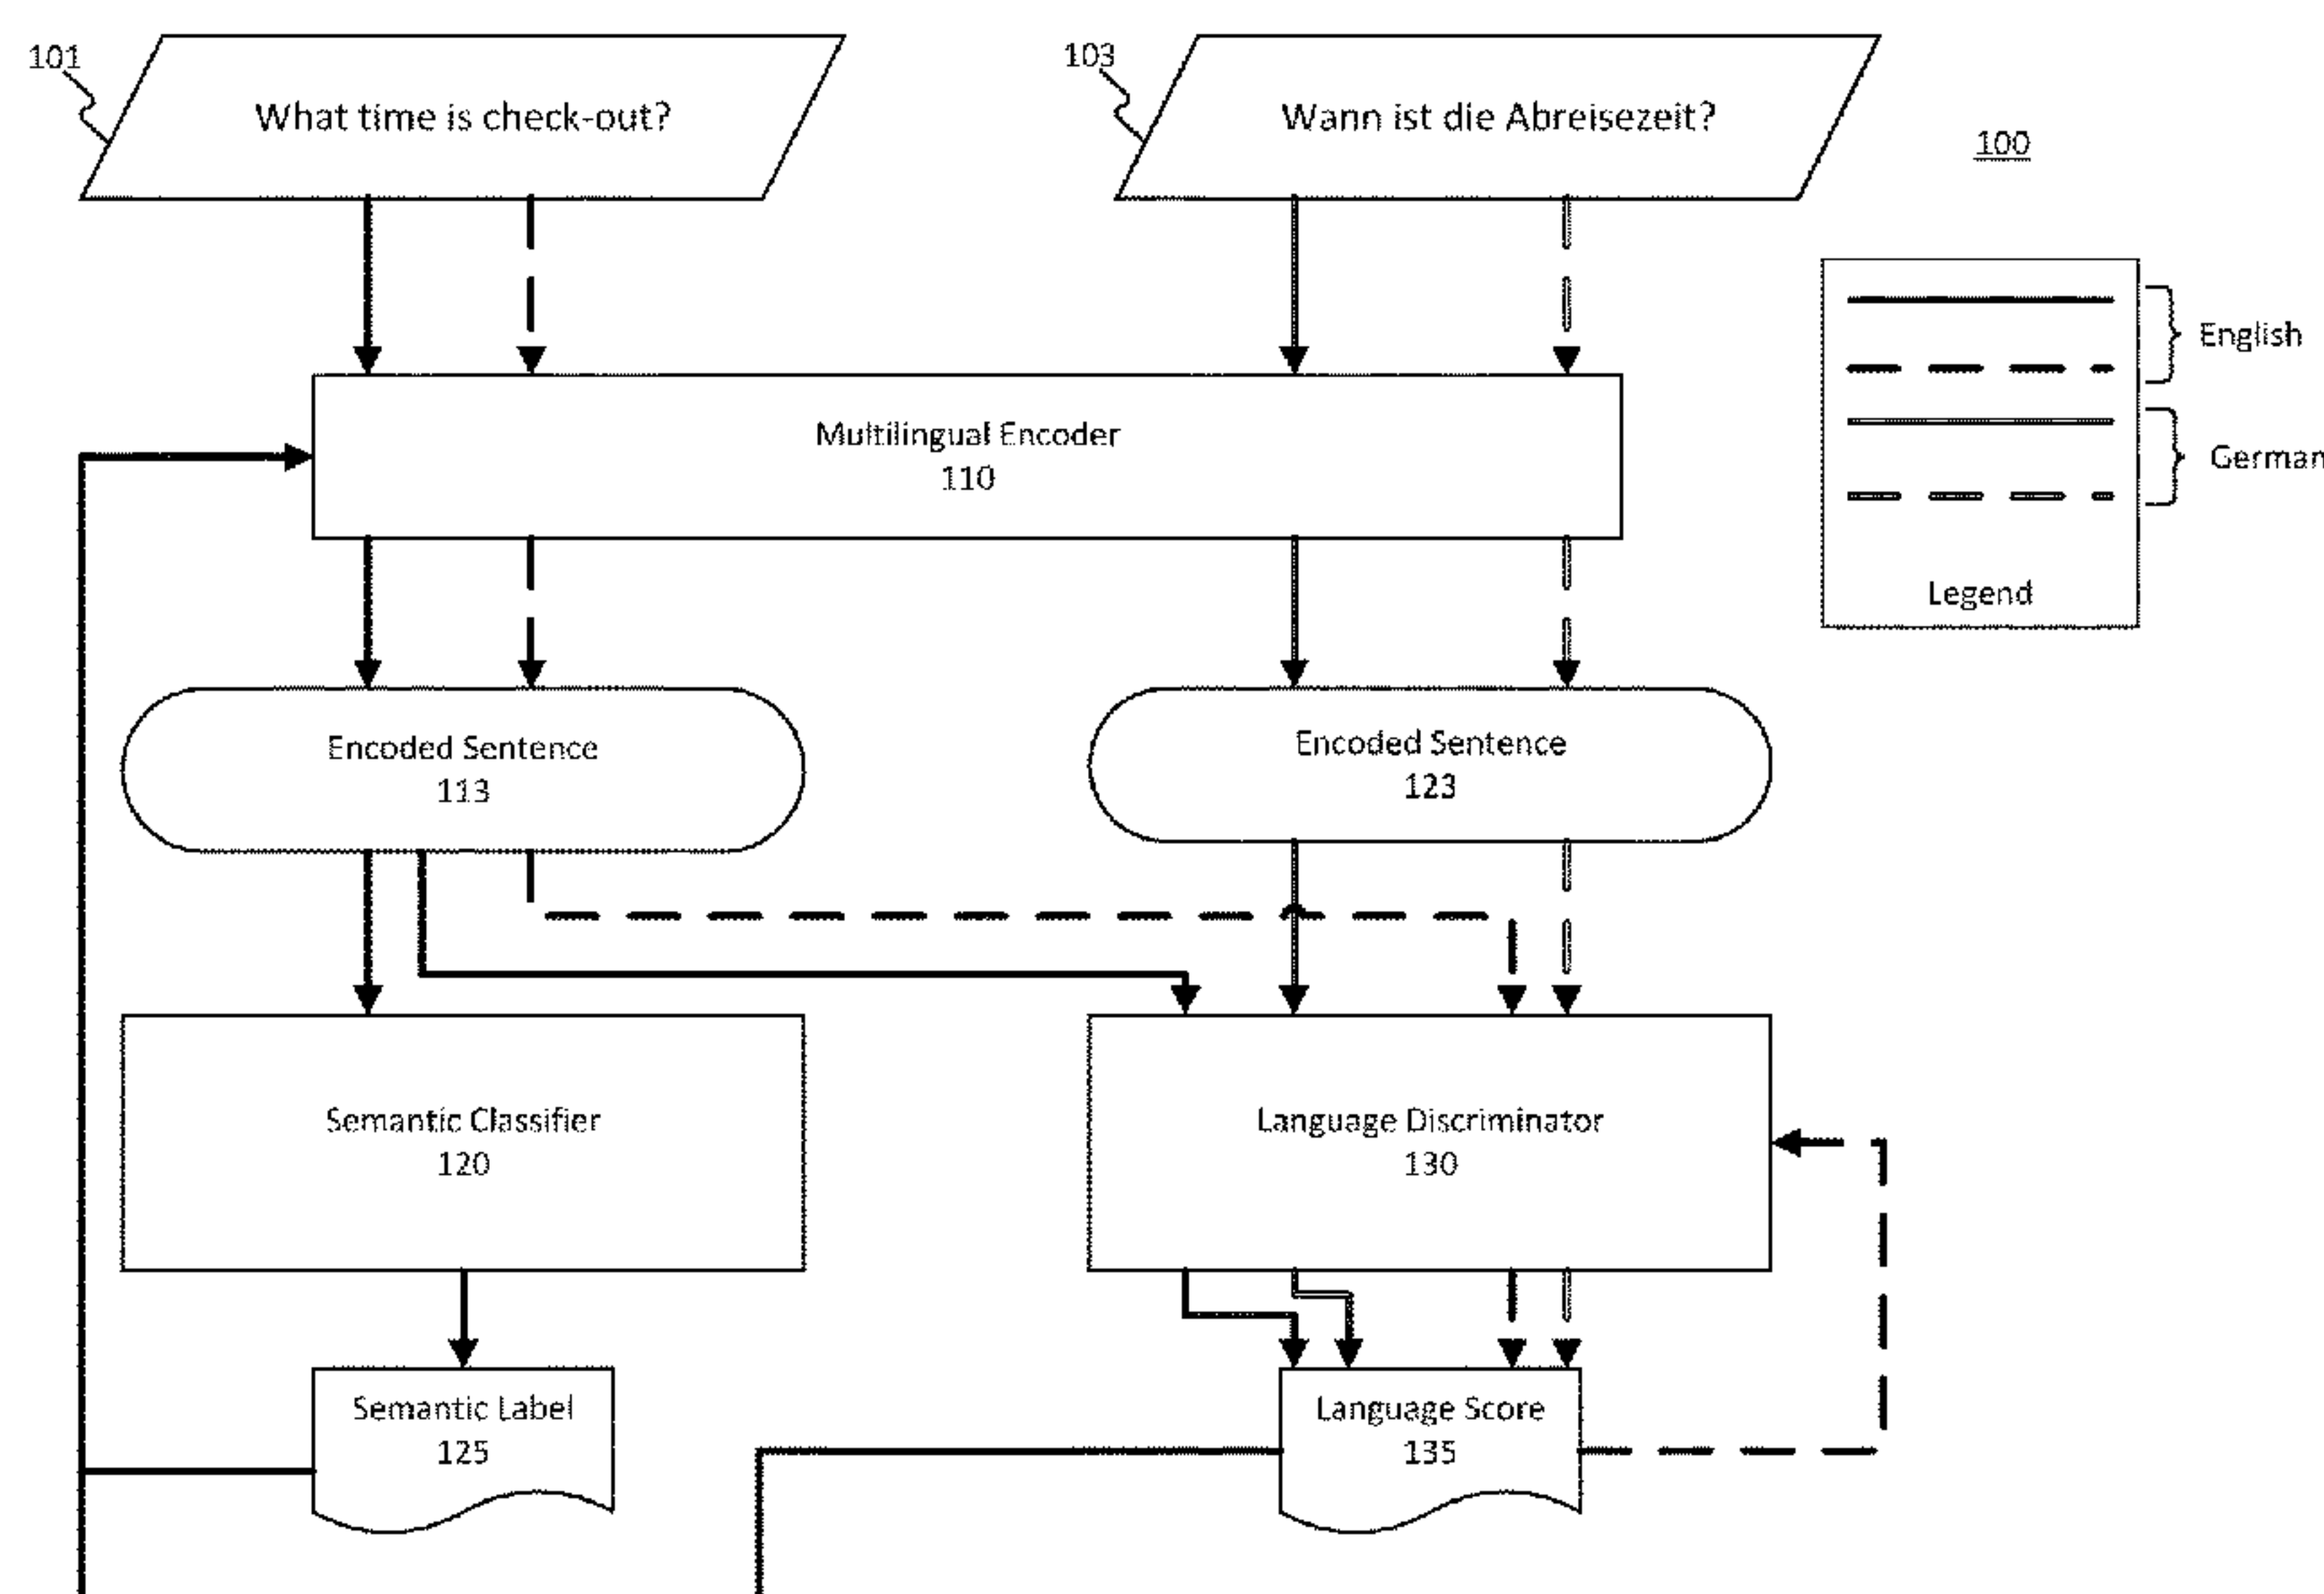 101
What time is check-out?
103
Wann ist die Abreisezeit?
100
English
German
Legend
Multilingual Encoder
110
Encoded Sentence
113
Encoded Sentence
123
Semantic Classifier
120
Language Discriminator
130
Semantic Label
125
Language Score
135